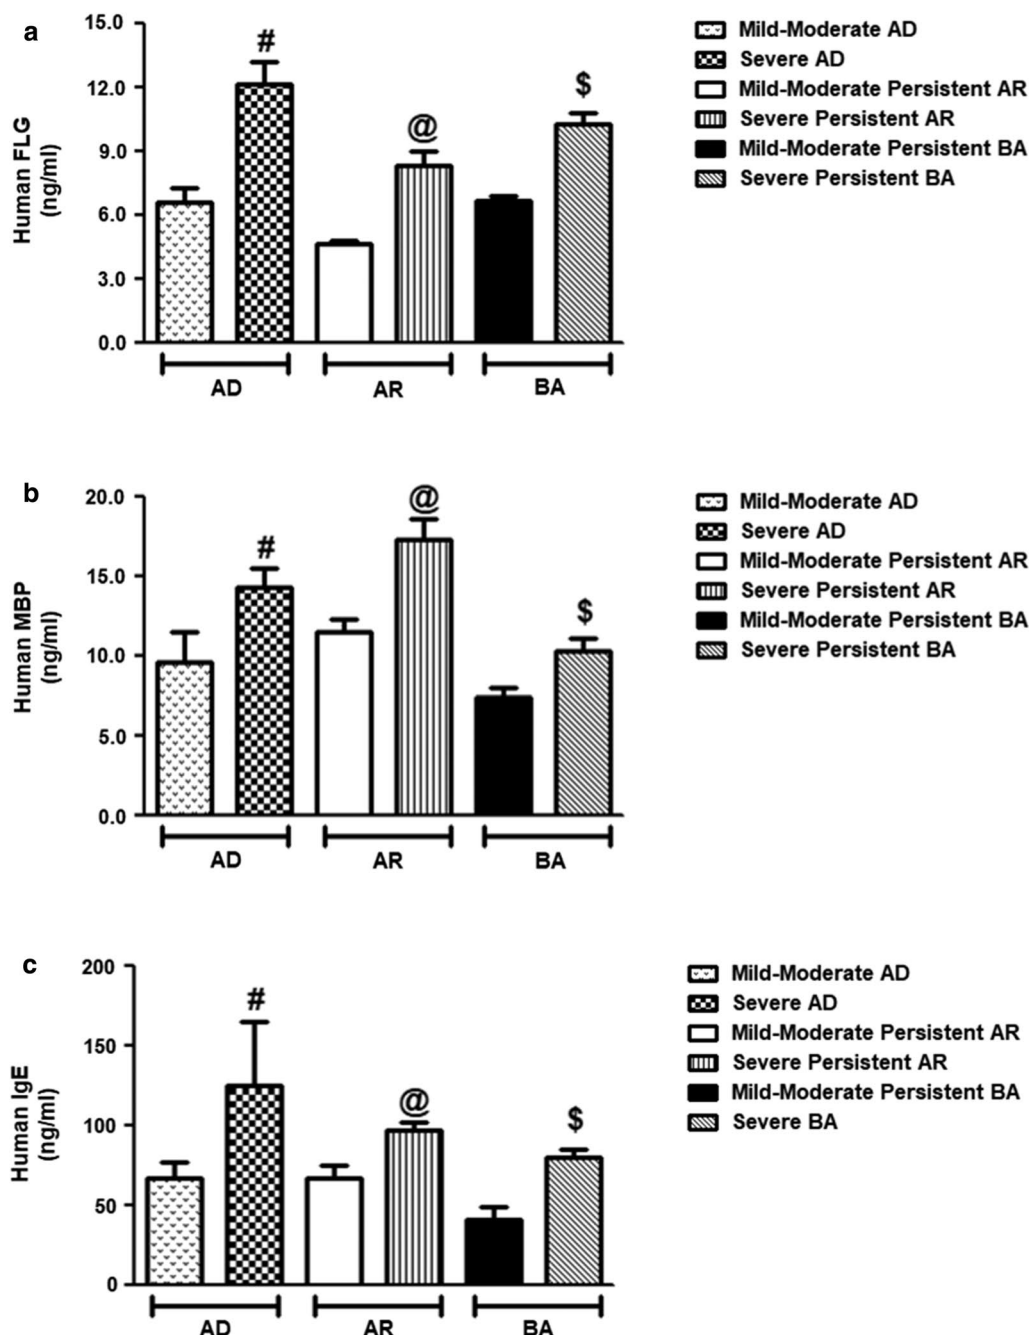 a
Human FLG
(ng/ml)
15.0
12.0
9.0
6.0
3.0
0.0
#
@
$
AD
AR
BA
Mild-Moderate AD
Severe AD
Mild-Moderate Persistent AR
Severe Persistent AR
Mild-Moderate Persistent BA
Severe Persistent BA
b
Human MBP
(ng/ml)
20.0
15.0
10.0
5.0
0.0
#
@
$
AD
AR
BA
Mild-Moderate AD
Severe AD
Mild-Moderate Persistent AR
Severe Persistent AR
Mild-Moderate Persistent BA
Severe Persistent BA
c
Human IgE
(ng/ml)
200
150
100
50
0
#
@
$
AD
AR
BA
Mild-Moderate AD
Severe AD
Mild-Moderate Persistent AR
Severe Persistent AR
Mild-Moderate Persistent BA
Severe BA